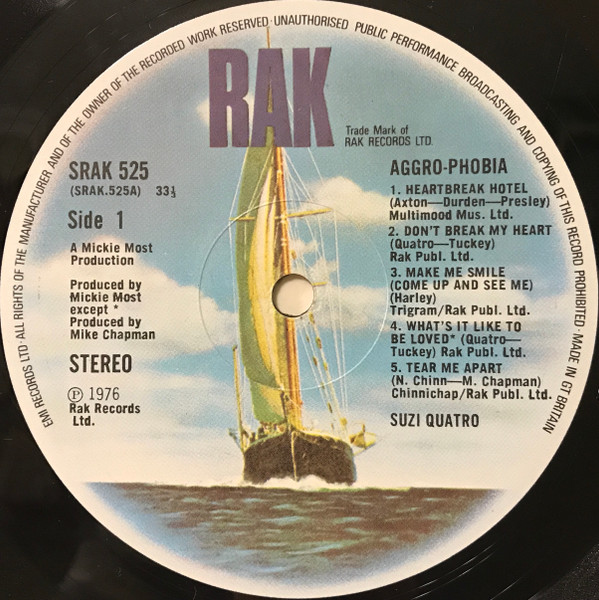 EMI RECORDS LTD · ALL RIGHTS OF THE MANUFACTURER AND OF THE OWNER OF THE RECORDED WORK RESERVED · UNAUTHORISED PUBLIC PERFORMANCE BROADCASTING AND COPYING OF THIS RECORD PROHIBITED · MADE IN GT BRITAIN
RAK
Trade Mark of
RAK RECORDS LTD.
SRAK 525
(SRAK.525A) 33⅓
Side 1
A Mickie Most
Production
Produced by
Mickie Most
except *
Produced by
Mike Chapman
STEREO
Ⓟ 1976
Rak Records
Ltd.
AGGRO-PHOBIA
1. HEARTBREAK HOTEL
(Axton—Durden—Presley)
Multimood Mus. Ltd.
2. DON'T BREAK MY HEART
(Quatro—Tuckey)
Rak Publ. Ltd.
3. MAKE ME SMILE
(COME UP AND SEE ME)
(Harley)
Trigram/Rak Publ. Ltd.
4. WHAT'S IT LIKE TO
BE LOVED* (Quatro—
Tuckey) Rak Publ. Ltd.
5. TEAR ME APART
(N. Chinn—M. Chapman)
Chinnichap/Rak Publ. Ltd.
SUZI QUATRO